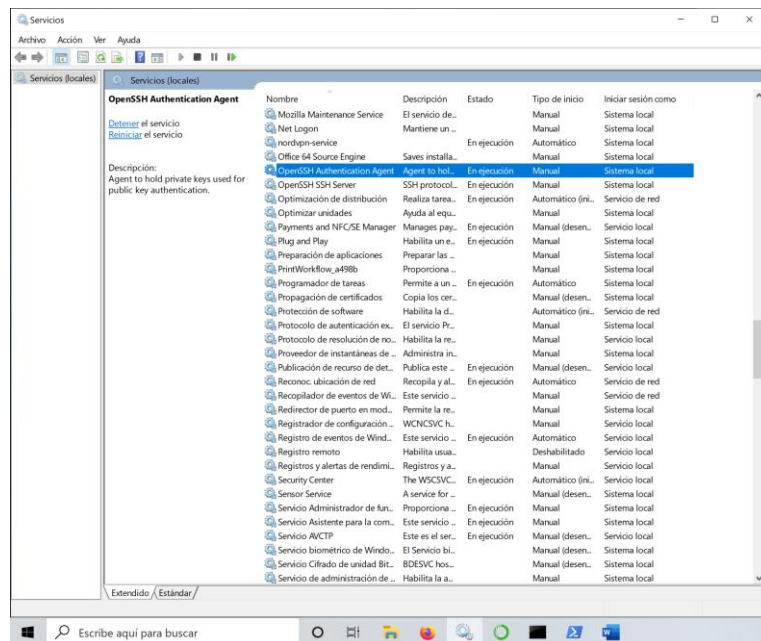 Servicios
Archivo Acción Ver Ayuda
Servicios (locales)
Servicios (locales)
OpenSSH Authentication Agent
Detener el servicio
Reiniciar el servicio
Descripción:
Agent to hold private keys used for
public key authentication.
Nombre Descripción Estado Tipo de inicio Iniciar sesión como
Mozilla Maintenance Service El servicio de... Manual Sistema local
Net Logon Mantiene un ... Manual Sistema local
nordvpn-service En ejecución Automático Sistema local
Office 64 Source Engine Saves installa... Manual Sistema local
OpenSSH Authentication Agent Agent to hol... En ejecución Manual Sistema local
OpenSSH SSH Server SSH protocol... En ejecución Manual Sistema local
Optimización de distribución Realiza tarea... En ejecución Automático (ini... Servicio de red
Optimizar unidades Ayuda al equ... Manual Sistema local
Payments and NFC/SE Manager Manages pay... En ejecución Manual (desen... Servicio local
Plug and Play Habilita un e... En ejecución Manual Sistema local
Preparación de aplicaciones Preparar las ... Manual Sistema local
PrintWorkflow_a498b Proporciona ... Manual Sistema local
Programador de tareas Permite a un ... En ejecución Automático Sistema local
Propagación de certificados Copia los cer... Manual (desen... Sistema local
Protección de software Habilita la d... Automático (ini... Servicio de red
Protocolo de autenticación ex... El servicio Pr... Manual Sistema local
Protocolo de resolución de no... Habilita la re... Manual Servicio local
Proveedor de instantáneas de ... Administra in... Manual Sistema local
Publicación de recurso de det... Publica este ... En ejecución Manual (desen... Servicio local
Reconoc. ubicación de red Recopila y al... En ejecución Automático Servicio de red
Recopilador de eventos de Wi... Este servicio ... Manual Servicio de red
Redirector de puerto en mod... Permite la re... Manual Sistema local
Registrador de configuración ... WCNCSVC h... Manual Servicio local
Registro de eventos de Wind... Este servicio ... En ejecución Automático Servicio local
Registro remoto Habilita usua... Deshabilitado Servicio local
Registros y alertas de rendimi... Registros y a... Manual Servicio local
Security Center The WSCSVC... En ejecución Automático (ini... Servicio local
Sensor Service A service for ... Manual (desen... Sistema local
Servicio Administrador de fun... Proporciona ... En ejecución Manual Sistema local
Servicio Asistente para la com... Este servicio ... En ejecución Manual Sistema local
Servicio AVCTP Este es el ser... En ejecución Manual (desen... Servicio local
Servicio biométrico de Windo... El Servicio bi... Manual (desen... Sistema local
Servicio Cifrado de unidad Bit... BDESVC hos... Manual (desen... Sistema local
Servicio de administración de ... Habilita la a... Manual Sistema local
Extendido Estándar
Escribe aquí para buscar